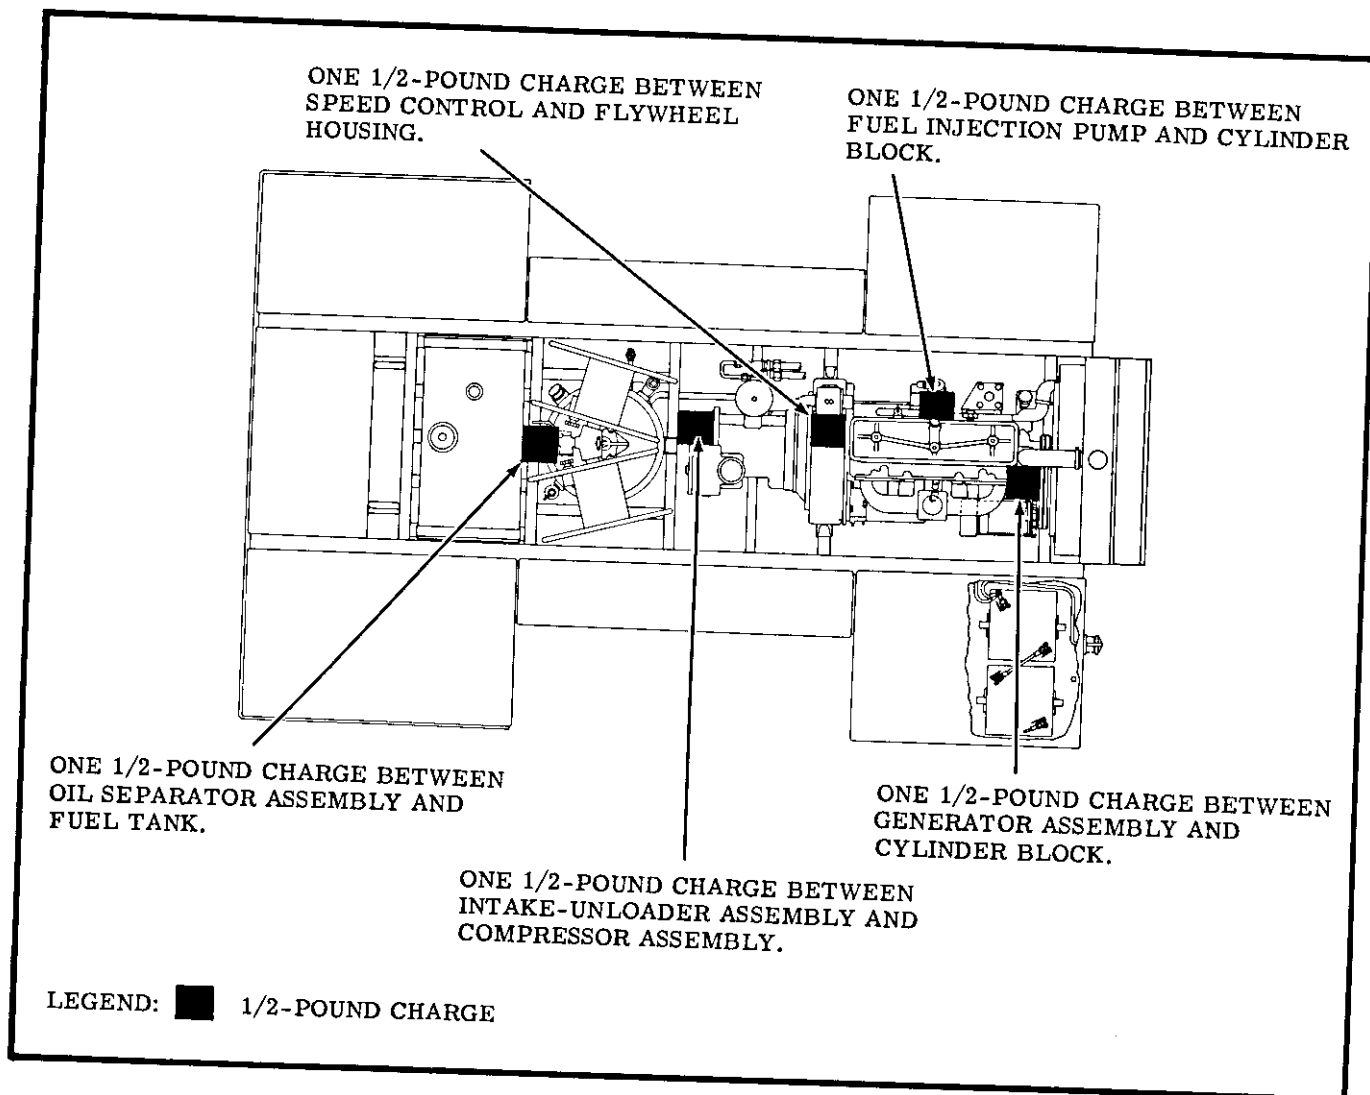 ONE 1/2-POUND CHARGE BETWEEN
SPEED CONTROL AND FLYWHEEL
HOUSING.
ONE 1/2-POUND CHARGE BETWEEN
FUEL INJECTION PUMP AND CYLINDER
BLOCK.
ONE 1/2-POUND CHARGE BETWEEN
OIL SEPARATOR ASSEMBLY AND
FUEL TANK.
ONE 1/2-POUND CHARGE BETWEEN
GENERATOR ASSEMBLY AND
CYLINDER BLOCK.
ONE 1/2-POUND CHARGE BETWEEN
INTAKE-UNLOADER ASSEMBLY AND
COMPRESSOR ASSEMBLY.
LEGEND: 1/2-POUND CHARGE